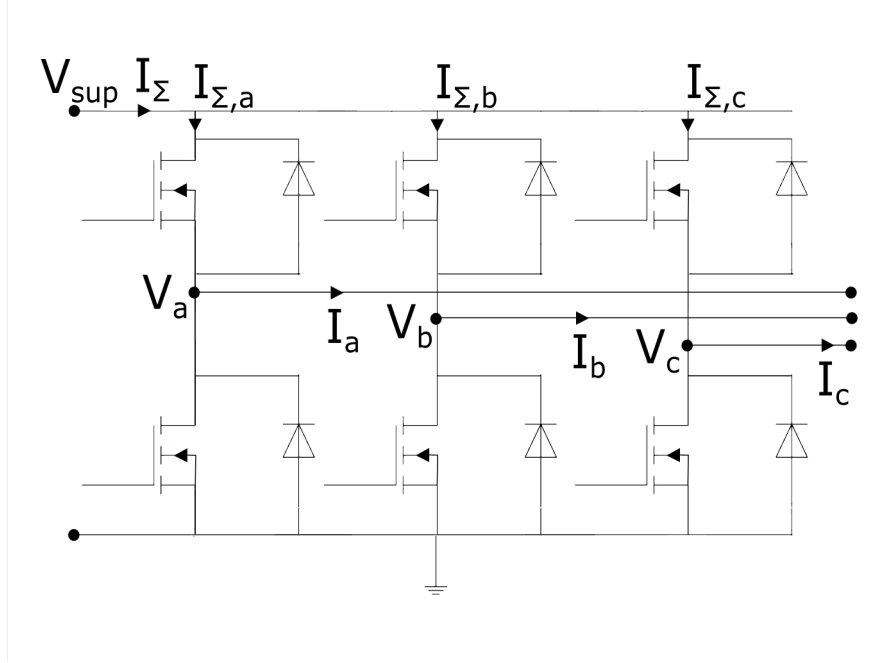 V_sup I_Σ I_Σ,a I_Σ,b I_Σ,c
V_a I_a V_b I_b V_c I_c